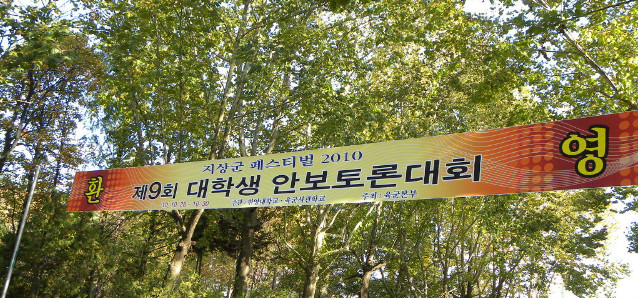 환
지상군 페스티벌 2010
제9회 대학생 안보토론대회
주최 : 육군본부
영